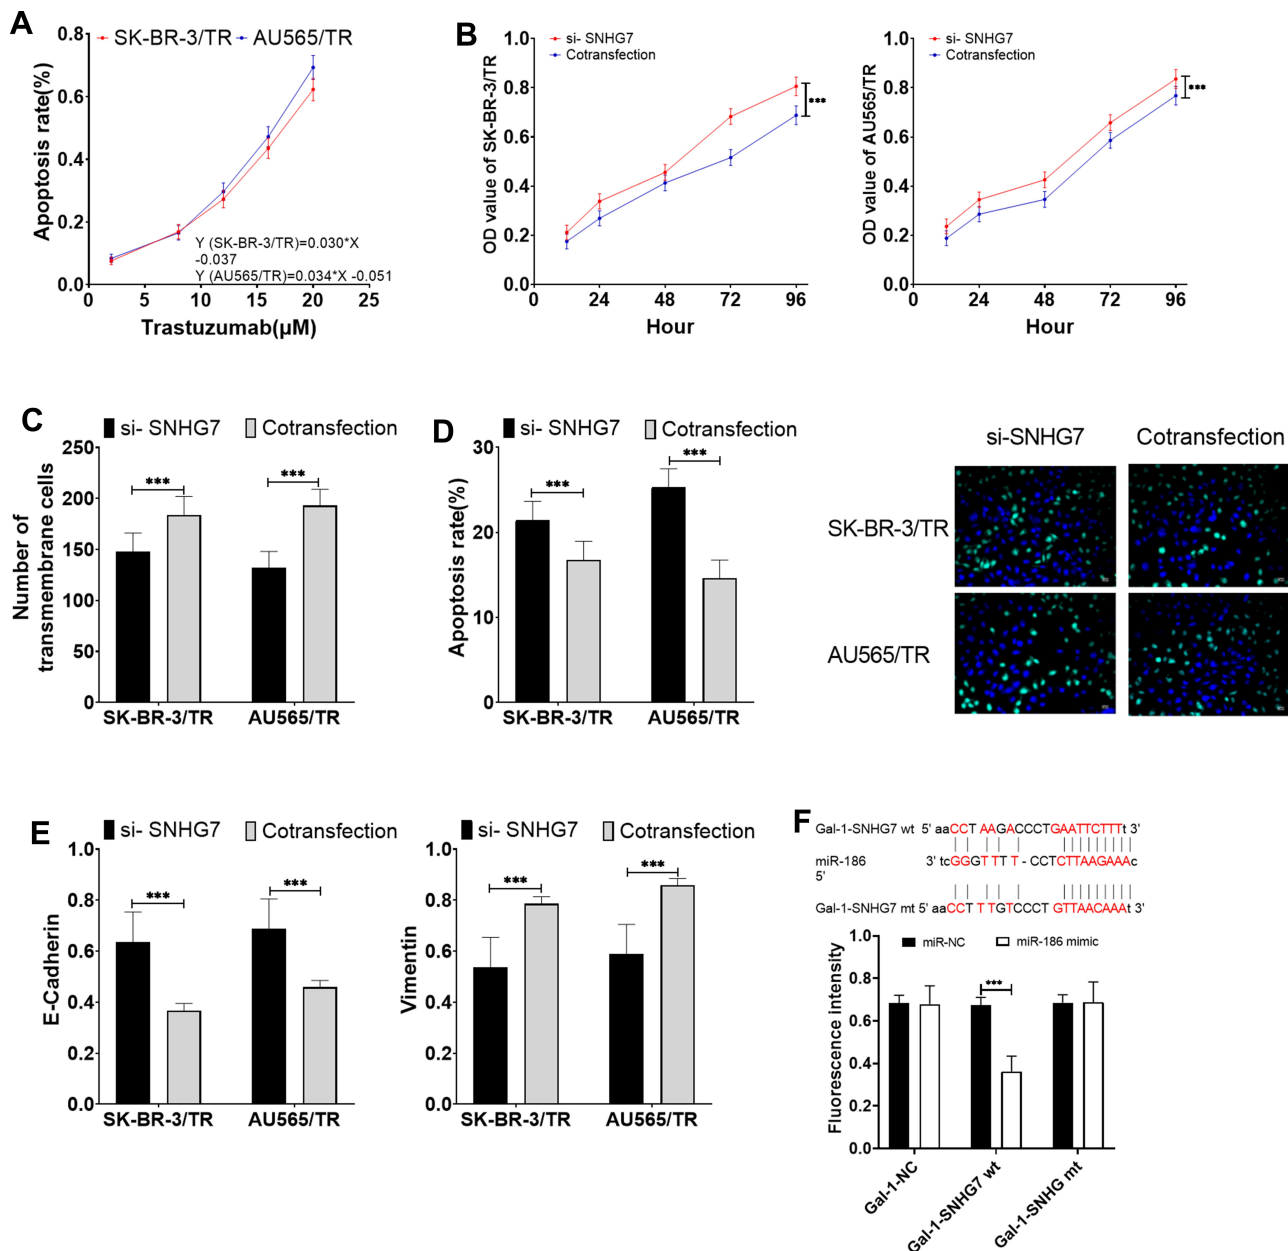 A
SK-BR-3/TR AU565/TR
Apoptosis rate(%)
0.8
0.6
0.4
0.2
0.0
Y (SK-BR-3/TR)=0.030*X
-0.037
Y (AU565/TR)=0.034*X -0.051
0 5 10 15 20 25
Trastuzumab(μM)
B
si- SNHG7
Cotransfection
OD value of SK-BR-3/TR
1.0
0.8
0.6
0.4
0.2
0.0
***
0 24 48 72 96
Hour
si- SNHG7
Cotransfection
OD value of AU565/TR
1.0
0.8
0.6
0.4
0.2
0.0
***
0 24 48 72 96
Hour
C
si- SNHG7 Cotransfection
Number of
transmembrane cells
250
200
150
100
50
0
*** ***
SK-BR-3/TR AU565/TR
D
si- SNHG7 Cotransfection
Apoptosis rate(%)
30
20
10
0
*** ***
SK-BR-3/TR AU565/TR
si-SNHG7 Cotransfection
SK-BR-3/TR
AU565/TR
E
si- SNHG7 Cotransfection
E-Cadherin
1.0
0.8
0.6
0.4
0.2
0.0
*** ***
SK-BR-3/TR AU565/TR
si- SNHG7 Cotransfection
Vimentin
1.0
0.8
0.6
0.4
0.2
0.0
*** ***
SK-BR-3/TR AU565/TR
F
Gal-1-SNHG7 wt 5' aaCCT AAGACCCTGAATTCTTTt 3'
miR-186 3' tcGGGTTT T - CCTCTTAAGAAAc
5'
Gal-1-SNHG7 mt 5' aaCCT T TGTCCCT GTTAACAAAt 3'
miR-NC miR-186 mimic
Fluorescence intensity
1.0
0.8
0.6
0.4
0.2
0.0
***
Gal-1-NC
Gal-1-SNHG7 wt
Gal-1-SNHG mt